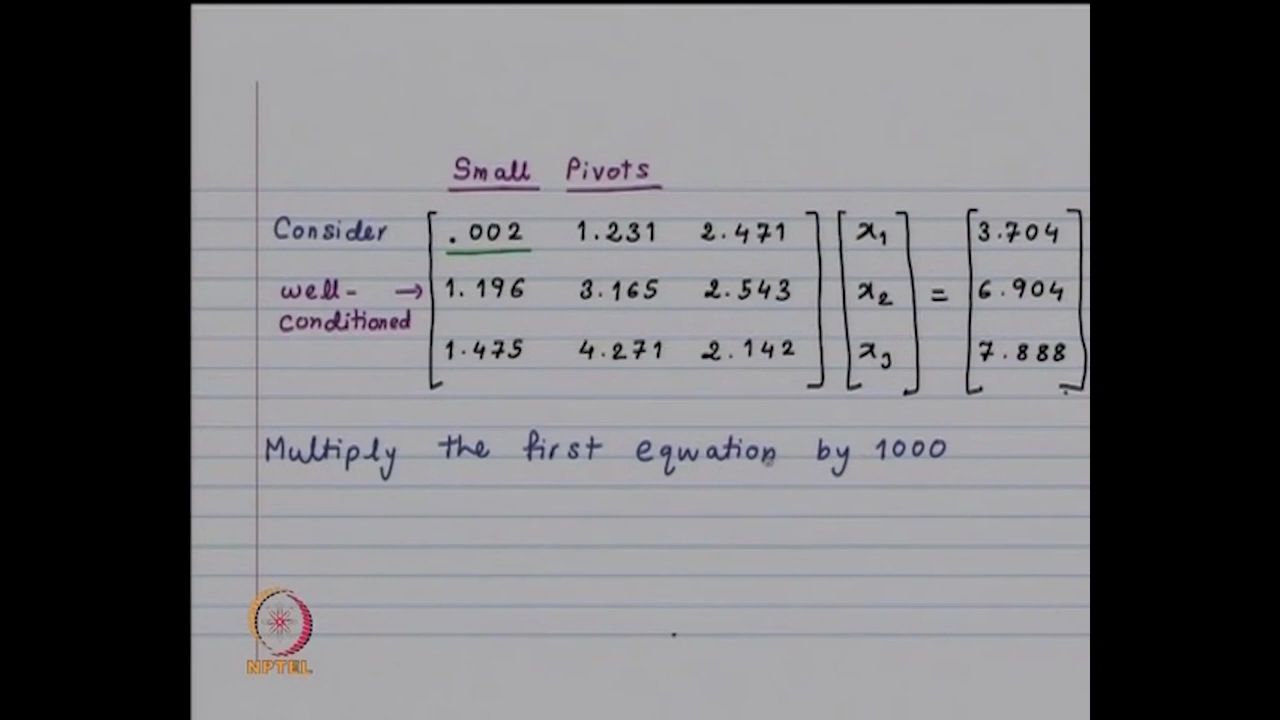 Small Pivots
Consider .002 1.231 2.471 x₁ 3.704
well- → 1.196 3.165 2.543 x₂ = 6.904
conditioned
1.475 4.271 2.142 x₃ 7.888
Multiply the first equation by 1000
NPTEL